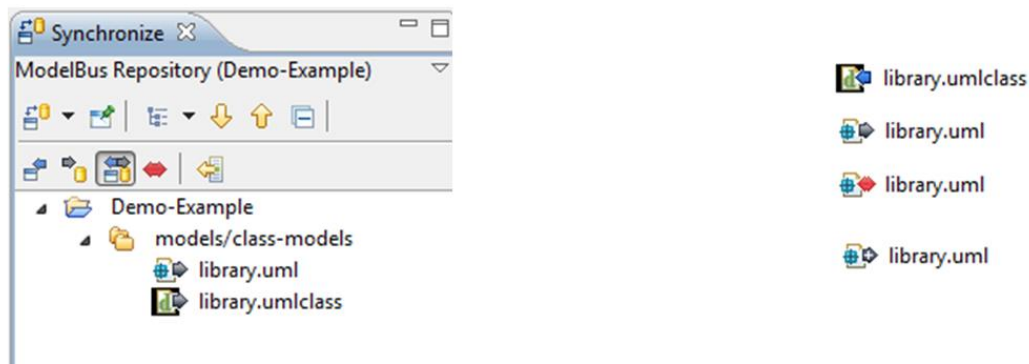 Synchronize
ModelBus Repository (Demo-Example)
Demo-Example
models/class-models
library.uml
library.umlclass
library.umlclass
library.uml
library.uml
library.uml